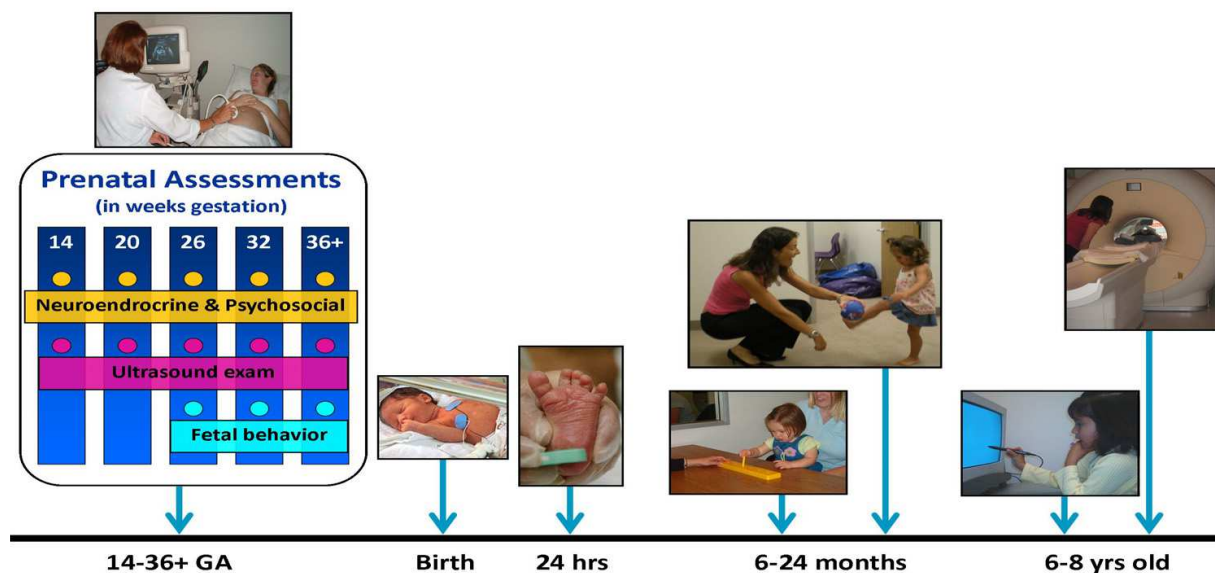 Prenatal Assessments
(in weeks gestation)
14 20 26 32 36+
Neuroendocrine & Psychosocial
Ultrasound exam
Fetal behavior
14-36+ GA Birth 24 hrs 6-24 months 6-8 yrs old